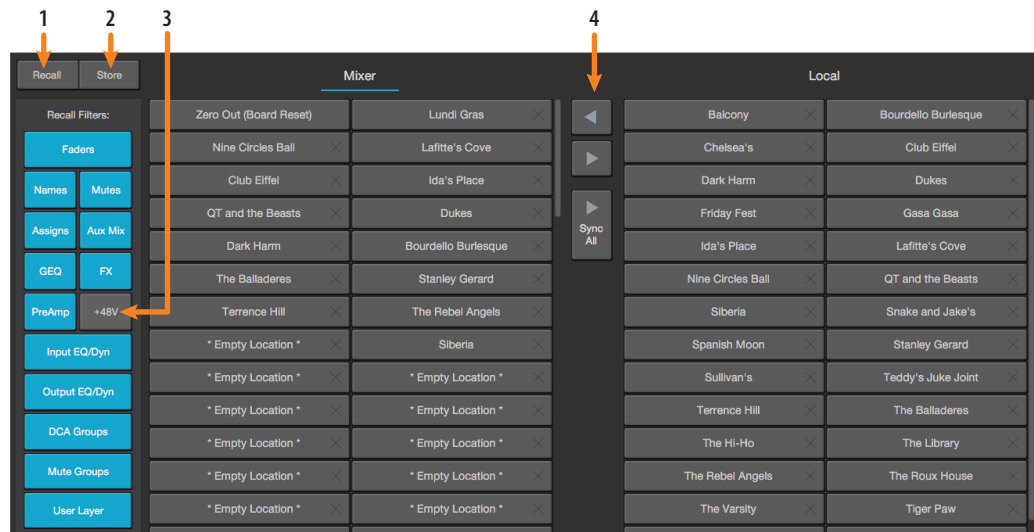 1
2
3
4
Recall
Store
Mixer
Local
Recall Filters:
Faders
Names
Mutes
Assigns
Aux Mix
GEQ
FX
PreAmp
+48V
Input EQ/Dyn
Output EQ/Dyn
DCA Groups
Mute Groups
User Layer
Zero Out (Board Reset)
Lundi Gras
Nine Circles Ball
Lafitte's Cove
Club Eiffel
Ida's Place
QT and the Beasts
Dukes
Dark Harm
Bourdello Burlesque
The Balladeres
Stanley Gerard
Terrence Hill
The Rebel Angels
* Empty Location *
Siberia
* Empty Location *
* Empty Location *
* Empty Location *
* Empty Location *
* Empty Location *
* Empty Location *
* Empty Location *
* Empty Location *
* Empty Location *
* Empty Location *
Sync
All
Balcony
Bourdello Burlesque
Chelsea's
Club Eiffel
Dark Harm
Dukes
Friday Fest
Gasa Gasa
Ida's Place
Lafitte's Cove
Nine Circles Ball
QT and the Beasts
Siberia
Snake and Jake's
Spanish Moon
Stanley Gerard
Sullivan's
Teddy's Juke Joint
Terrence Hill
The Balladeres
The Hi-Ho
The Library
The Rebel Angels
The Roux House
The Varsity
Tiger Paw